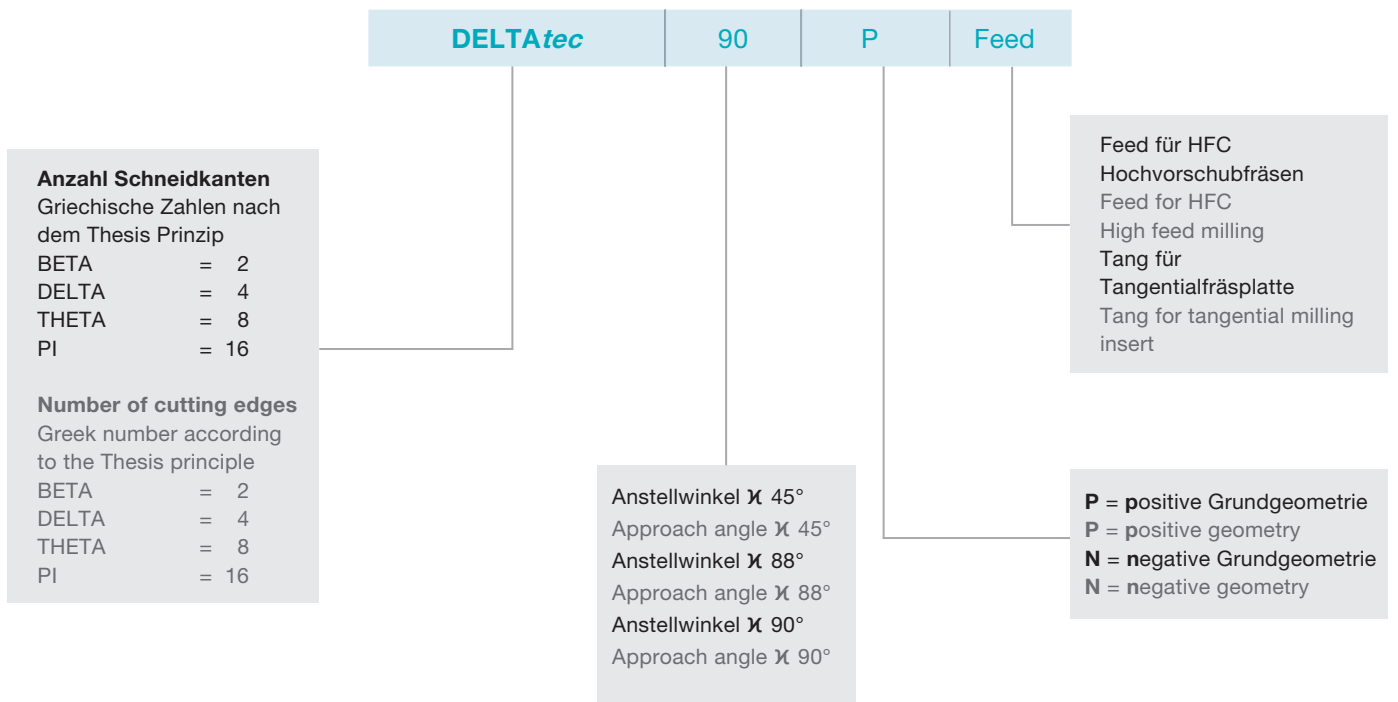 DELTAtec 90 P Feed
Anzahl Schneidkanten
Griechische Zahlen nach
dem Thesis Prinzip
BETA = 2
DELTA = 4
THETA = 8
PI = 16
Number of cutting edges
Greek number according
to the Thesis principle
BETA = 2
DELTA = 4
THETA = 8
PI = 16
Anstellwinkel ϰ 45°
Approach angle ϰ 45°
Anstellwinkel ϰ 88°
Approach angle ϰ 88°
Anstellwinkel ϰ 90°
Approach angle ϰ 90°
Feed für HFC
Hochvorschubfräsen
Feed for HFC
High feed milling
Tang für
Tangentialfräsplatte
Tang for tangential milling
insert
P = positive Grundgeometrie
P = positive geometry
N = negative Grundgeometrie
N = negative geometry